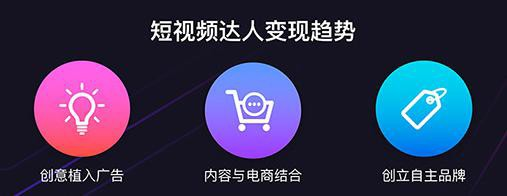 短视频达人变现趋势
创意植入广告
内容与电商结合
创立自主品牌